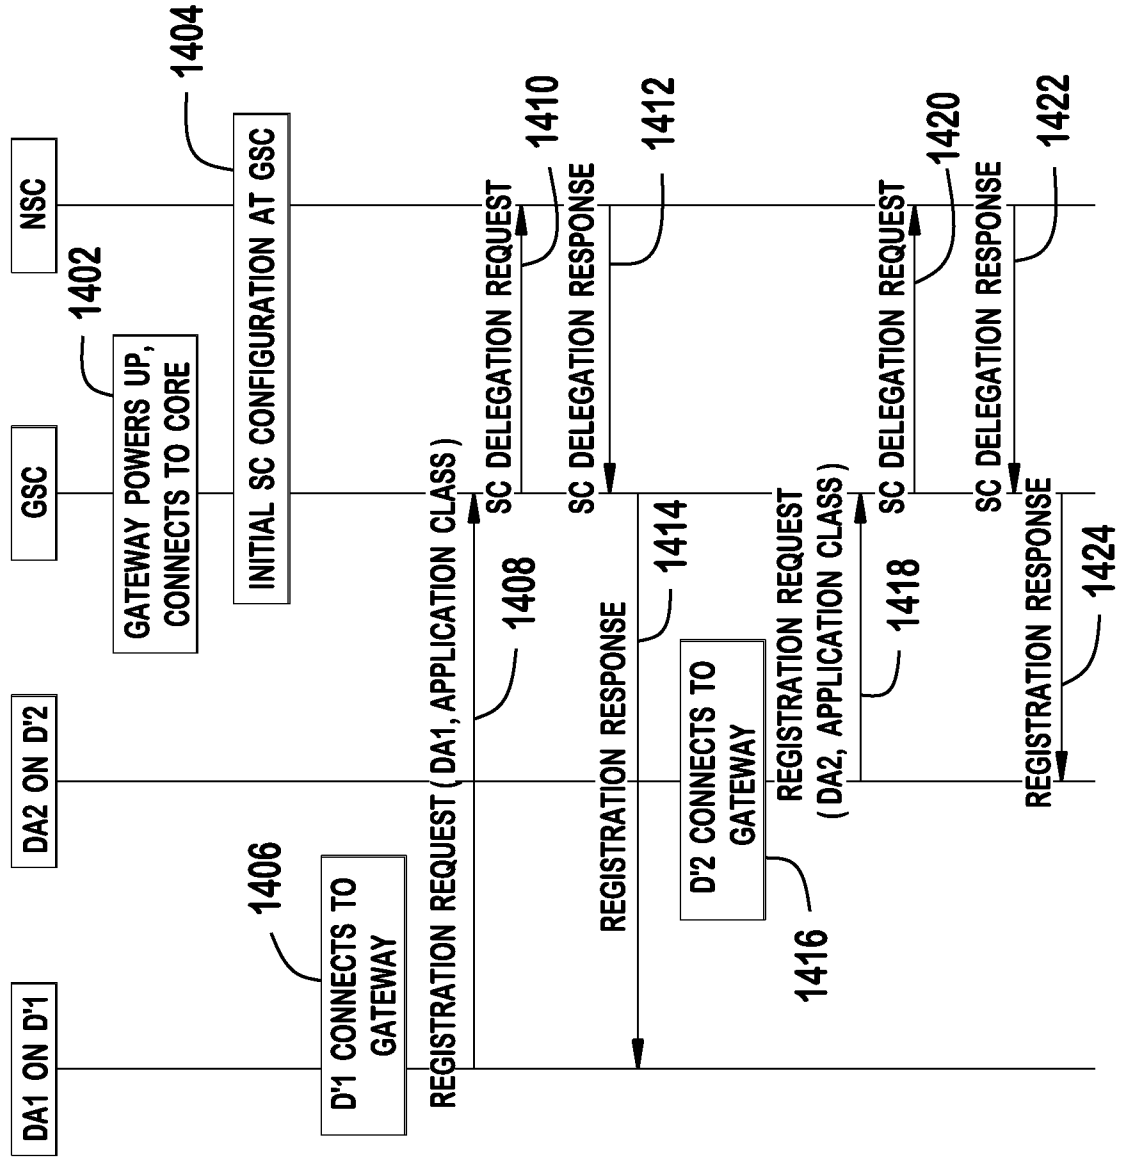 DA1 ON D'1
DA2 ON D'2
GSC
NSC
1402
GATEWAY POWERS UP,
CONNECTS TO CORE
1404
INITIAL SC CONFIGURATION AT GSC
1406
D'1 CONNECTS TO
GATEWAY
REGISTRATION REQUEST ( DA1, APPLICATION CLASS)
1408
SC DELEGATION REQUEST
1410
SC DELEGATION RESPONSE
1412
REGISTRATION RESPONSE
1414
D'2 CONNECTS TO
GATEWAY
1416
REGISTRATION REQUEST
( DA2, APPLICATION CLASS)
1418
SC DELEGATION REQUEST
1420
SC DELEGATION RESPONSE
1422
REGISTRATION RESPONSE
1424